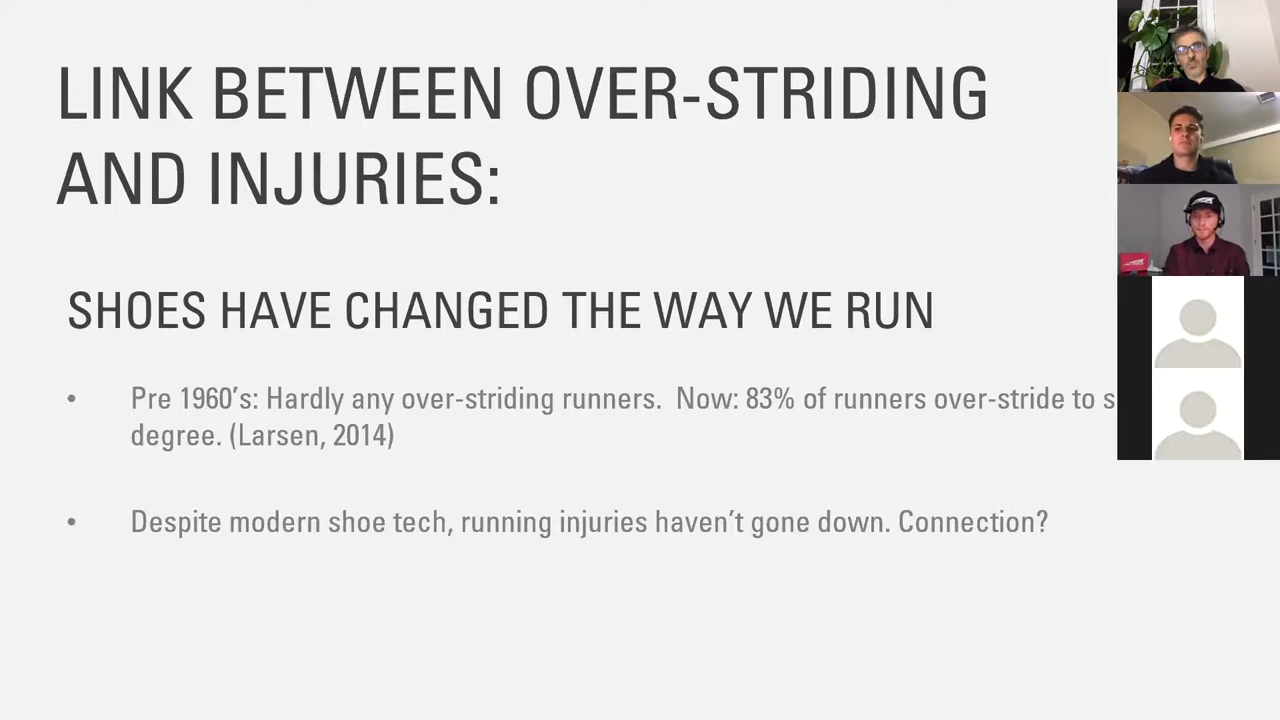 LINK BETWEEN OVER-STRIDING
AND INJURIES:
SHOES HAVE CHANGED THE WAY WE RUN
• Pre 1960’s: Hardly any over-striding runners.  Now: 83% of runners over-stride to
degree. (Larsen, 2014)
• Despite modern shoe tech, running injuries haven’t gone down. Connection?